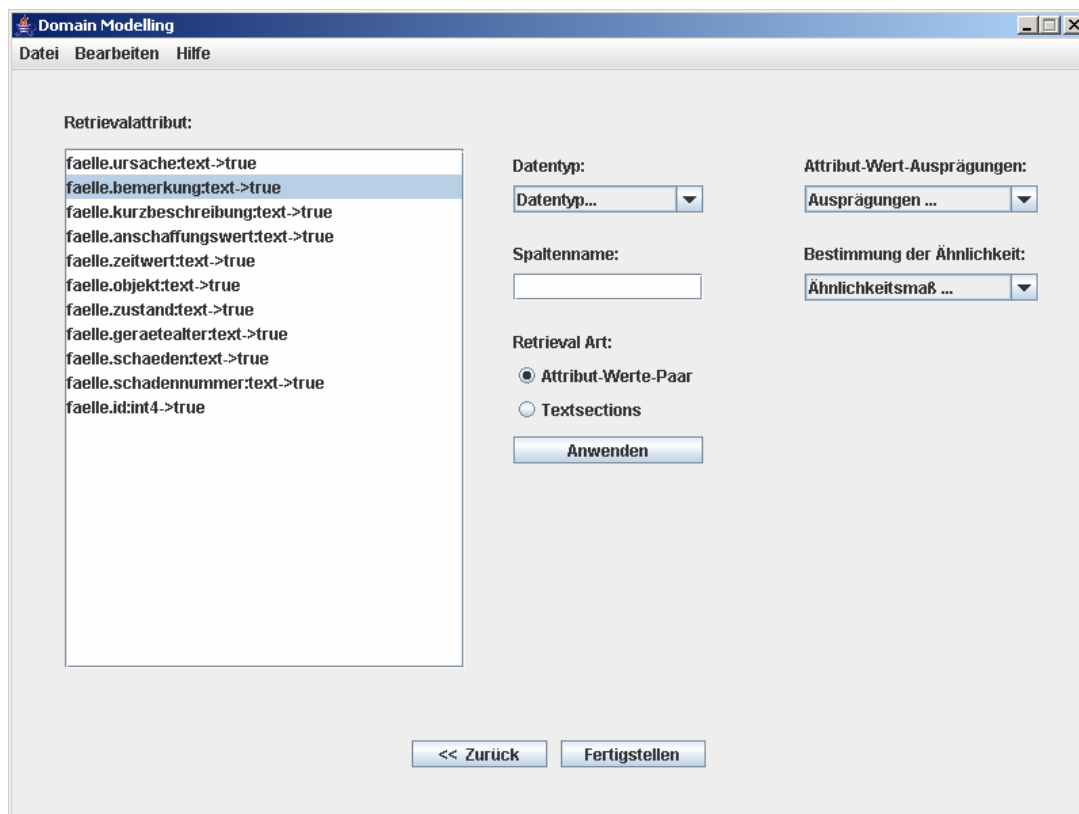 Domain Modelling
Datei Bearbeiten Hilfe
Retrievalattribut:
faelle.ursache:text->true
faelle.bemerkung:text->true
faelle.kurzbeschreibung:text->true
faelle.anschaffungswert:text->true
faelle.zeitwert:text->true
faelle.objekt:text->true
faelle.zustand:text->true
faelle.geraetealter:text->true
faelle.schaeden:text->true
faelle.schadennummer:text->true
faelle.id:int4->true
Datentyp:
Datentyp...
Spaltenname:
Retrieval Art:
Attribut-Werte-Paar
Textsections
Anwenden
Attribut-Wert-Ausprägungen:
Ausprägungen ...
Bestimmung der Ähnlichkeit:
Ähnlichkeitsmaß ...
<< Zurück Fertigstellen